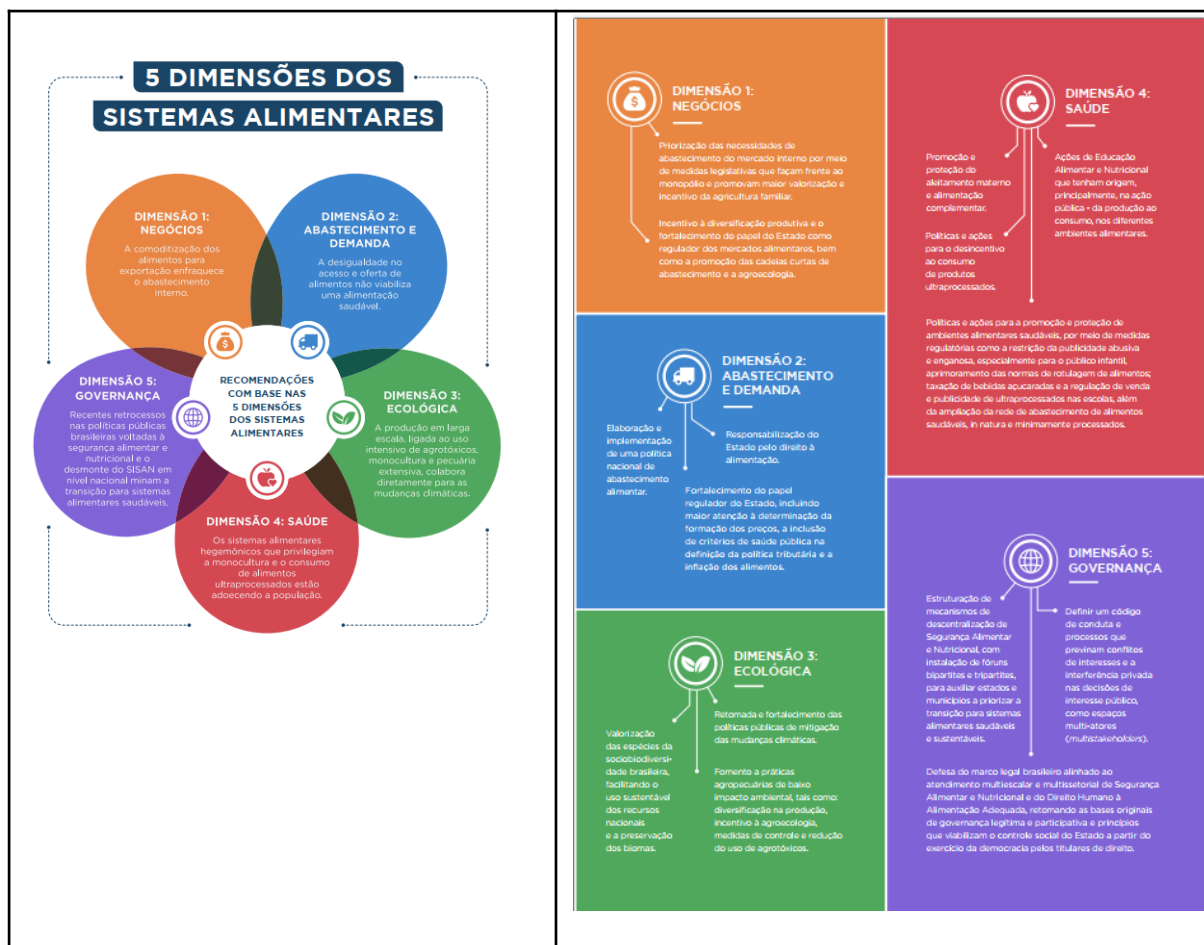 5 DIMENSÕES DOS
SISTEMAS ALIMENTARES
DIMENSÃO 1:
NEGÓCIOS
A comoditização dos
alimentos para
exportação enfraquece
o abastecimento
interno.
DIMENSÃO 2:
ABASTECIMENTO E
DEMANDA
A desigualdade no
acesso e oferta de
alimentos não viabiliza
uma alimentação
saudável.
DIMENSÃO 5:
GOVERNANÇA
Recentes retrocessos
nas políticas públicas
brasileiras voltadas à
segurança alimentar e
nutricional e o
desmonte do SISAN em
nível nacional minam a
transição para sistemas
alimentares saudáveis.
RECOMENDAÇÕES
COM BASE NAS
5 DIMENSÕES
DOS SISTEMAS
ALIMENTARES
DIMENSÃO 3:
ECOLÓGICA
A produção em larga
escala, ligada ao uso
intensivo de agrotóxicos,
monocultura e pecuária
extensiva, colabora
diretamente para as
mudanças climáticas.
DIMENSÃO 4: SAÚDE
Os sistemas alimentares
hegemônicos que privilegiam
a monocultura e o consumo
de alimentos
ultraprocessados estão
adoecendo a população.
DIMENSÃO 1:
NEGÓCIOS
Priorização das necessidades de
abastecimento do mercado interno por meio
de medidas legislativas que façam frente ao
monopólio e promovam maior valorização e
incentivo da agricultura familiar.
Incentivo à diversificação produtiva e o
fortalecimento do papel do Estado como
regulador dos mercados alimentares, bem
como a promoção das cadeias curtas de
abastecimento e a agroecologia.
DIMENSÃO 2:
ABASTECIMENTO
E DEMANDA
Elaboração e
implementação
de uma política
nacional de
abastecimento
alimentar.
Responsabilização do
Estado pelo direito à
alimentação.
Fortalecimento do papel
regulador do Estado, incluindo
maior atenção à determinação da
formação dos preços, a inclusão
de critérios de saúde pública na
definição da política tributária e a
inflação dos alimentos.
DIMENSÃO 3:
ECOLÓGICA
Valorização
das espécies da
sociobiodiversi-
dade brasileira,
facilitando o
uso sustentável
dos recursos
nacionais
e a preservação
dos biomas.
Retomada e fortalecimento das
políticas públicas de mitigação
das mudanças climáticas.
Fomento a práticas
agropecuárias de baixo
impacto ambiental, tais como:
diversificação na produção,
incentivo à agroecologia,
medidas de controle e redução
do uso de agrotóxicos.
DIMENSÃO 4:
SAÚDE
Promoção e
proteção do
aleitamento materno
e alimentação
complementar.
Políticas e ações
para o desincentivo
ao consumo
de produtos
ultraprocessados.
Ações de Educação
Alimentar e Nutricional
que tenham origem,
principalmente, na ação
pública - da produção ao
consumo, nos diferentes
ambientes alimentares.
Políticas e ações para a promoção e proteção de
ambientes alimentares saudáveis, por meio de medidas
regulatórias como a restrição da publicidade abusiva
e enganosa, especialmente para o público infantil,
aprimoramento das normas de rotulagem de alimentos;
taxação de bebidas açucaradas e a regulação de venda
e publicidade de ultraprocessados nas escolas, além
da ampliação da rede de abastecimento de alimentos
saudáveis, in natura e minimamente processados.
DIMENSÃO 5:
GOVERNANÇA
Estruturação de
mecanismos de
descentralização de
Segurança Alimentar
e Nutricional, com
instalação de fóruns
bipartites e tripartites,
para auxiliar estados e
municípios a priorizar a
transição para sistemas
alimentares saudáveis
e sustentáveis.
Definir um código
de conduta e
processos que
previnam conflitos
de interesses e a
interferência privada
nas decisões de
interesse público,
como espaços
multi-atores
(multistakeholders).
Defesa do marco legal brasileiro alinhado ao
atendimento multiescalar e multissetorial de Segurança
Alimentar e Nutricional e do Direito Humano à
Alimentação Adequada, retomando as bases originais
de governança legítima e participativa e princípios
que viabilizam o controle social do Estado a partir do
exercício da democracia pelos titulares de direito.